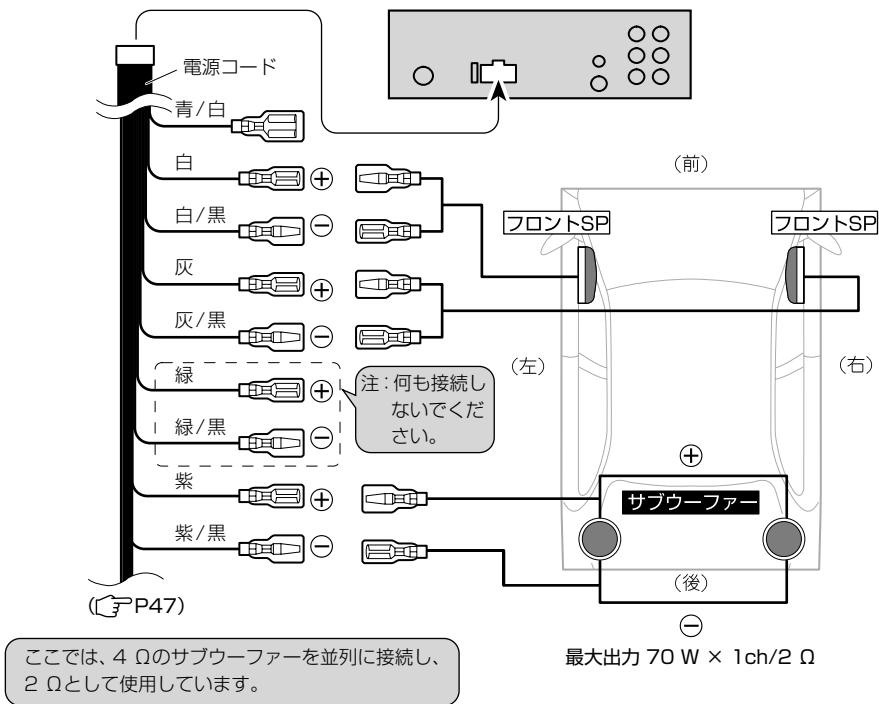 電源コード
青/白
白
⊕
白/黒
⊖
灰
⊕
灰/黒
⊖
緑
⊕
緑/黒
⊖
注：何も接続し
ないでくだ
さい。
紫
⊕
紫/黒
⊖
(☞P47)
（前）
フロントSP
フロントSP
（左）
（右）
⊕
サブウーファー
（後）
⊖
最大出力 70 W × 1ch/2 Ω
ここでは、4 Ωのサブウーファーを並列に接続し、
2 Ωとして使用しています。